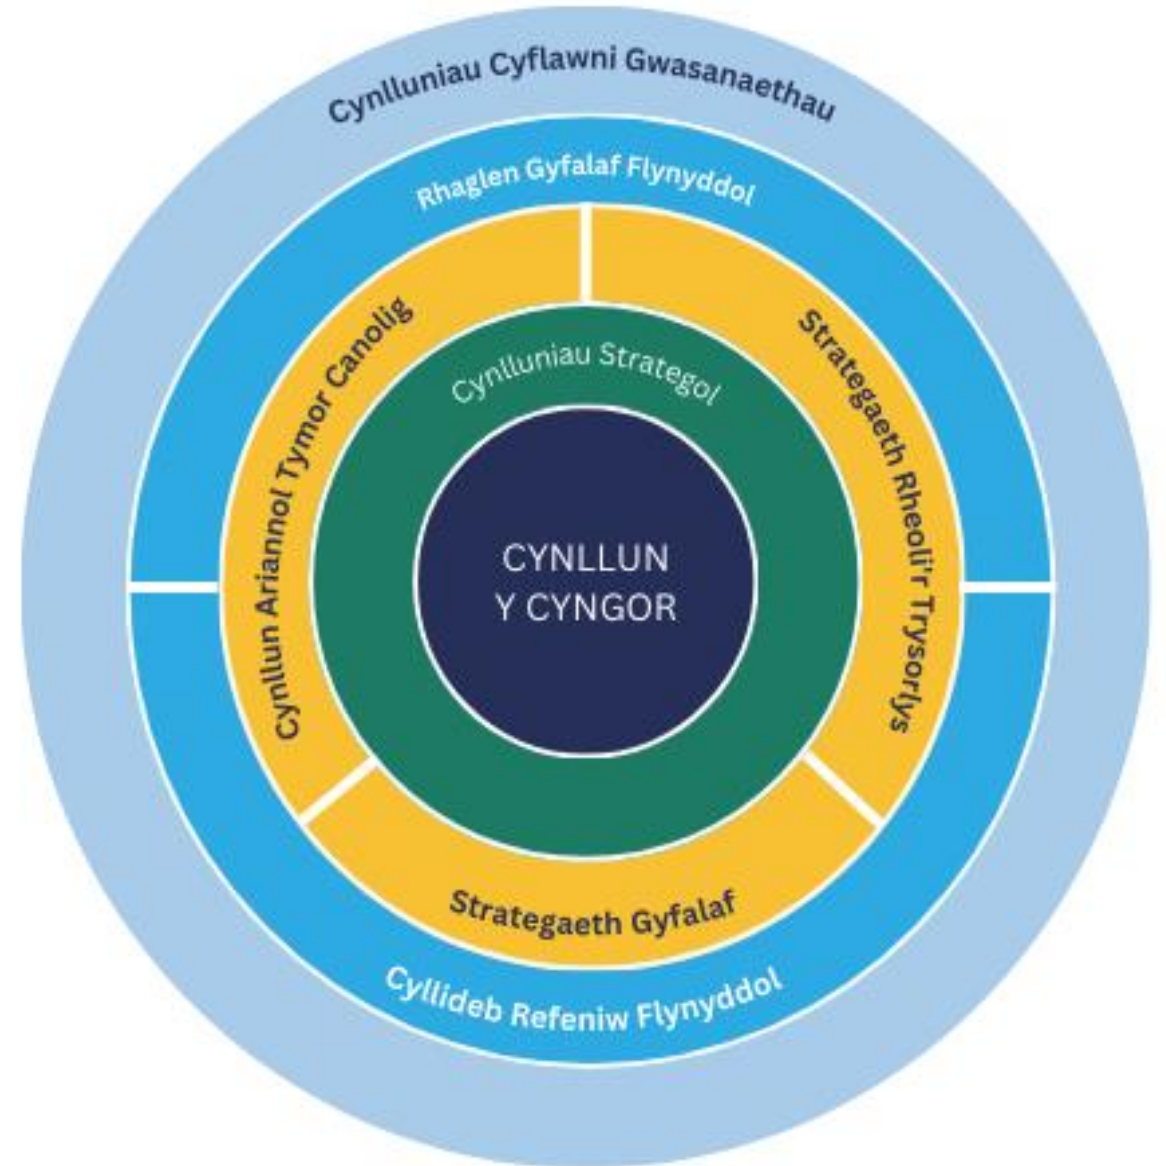 Cynlluniau Cyflawni Gwasanaethau
Rhaglen Gyfalaf Flynyddol
Cynllun Ariannol Tymor Canolig
Strategaeth Rheoli'r Trysorlys
Cynlluniau Strategol
CYNLLUN
Y CYNGOR
Strategaeth Gyfalaf
Cyllideb Refeniw Flynyddol